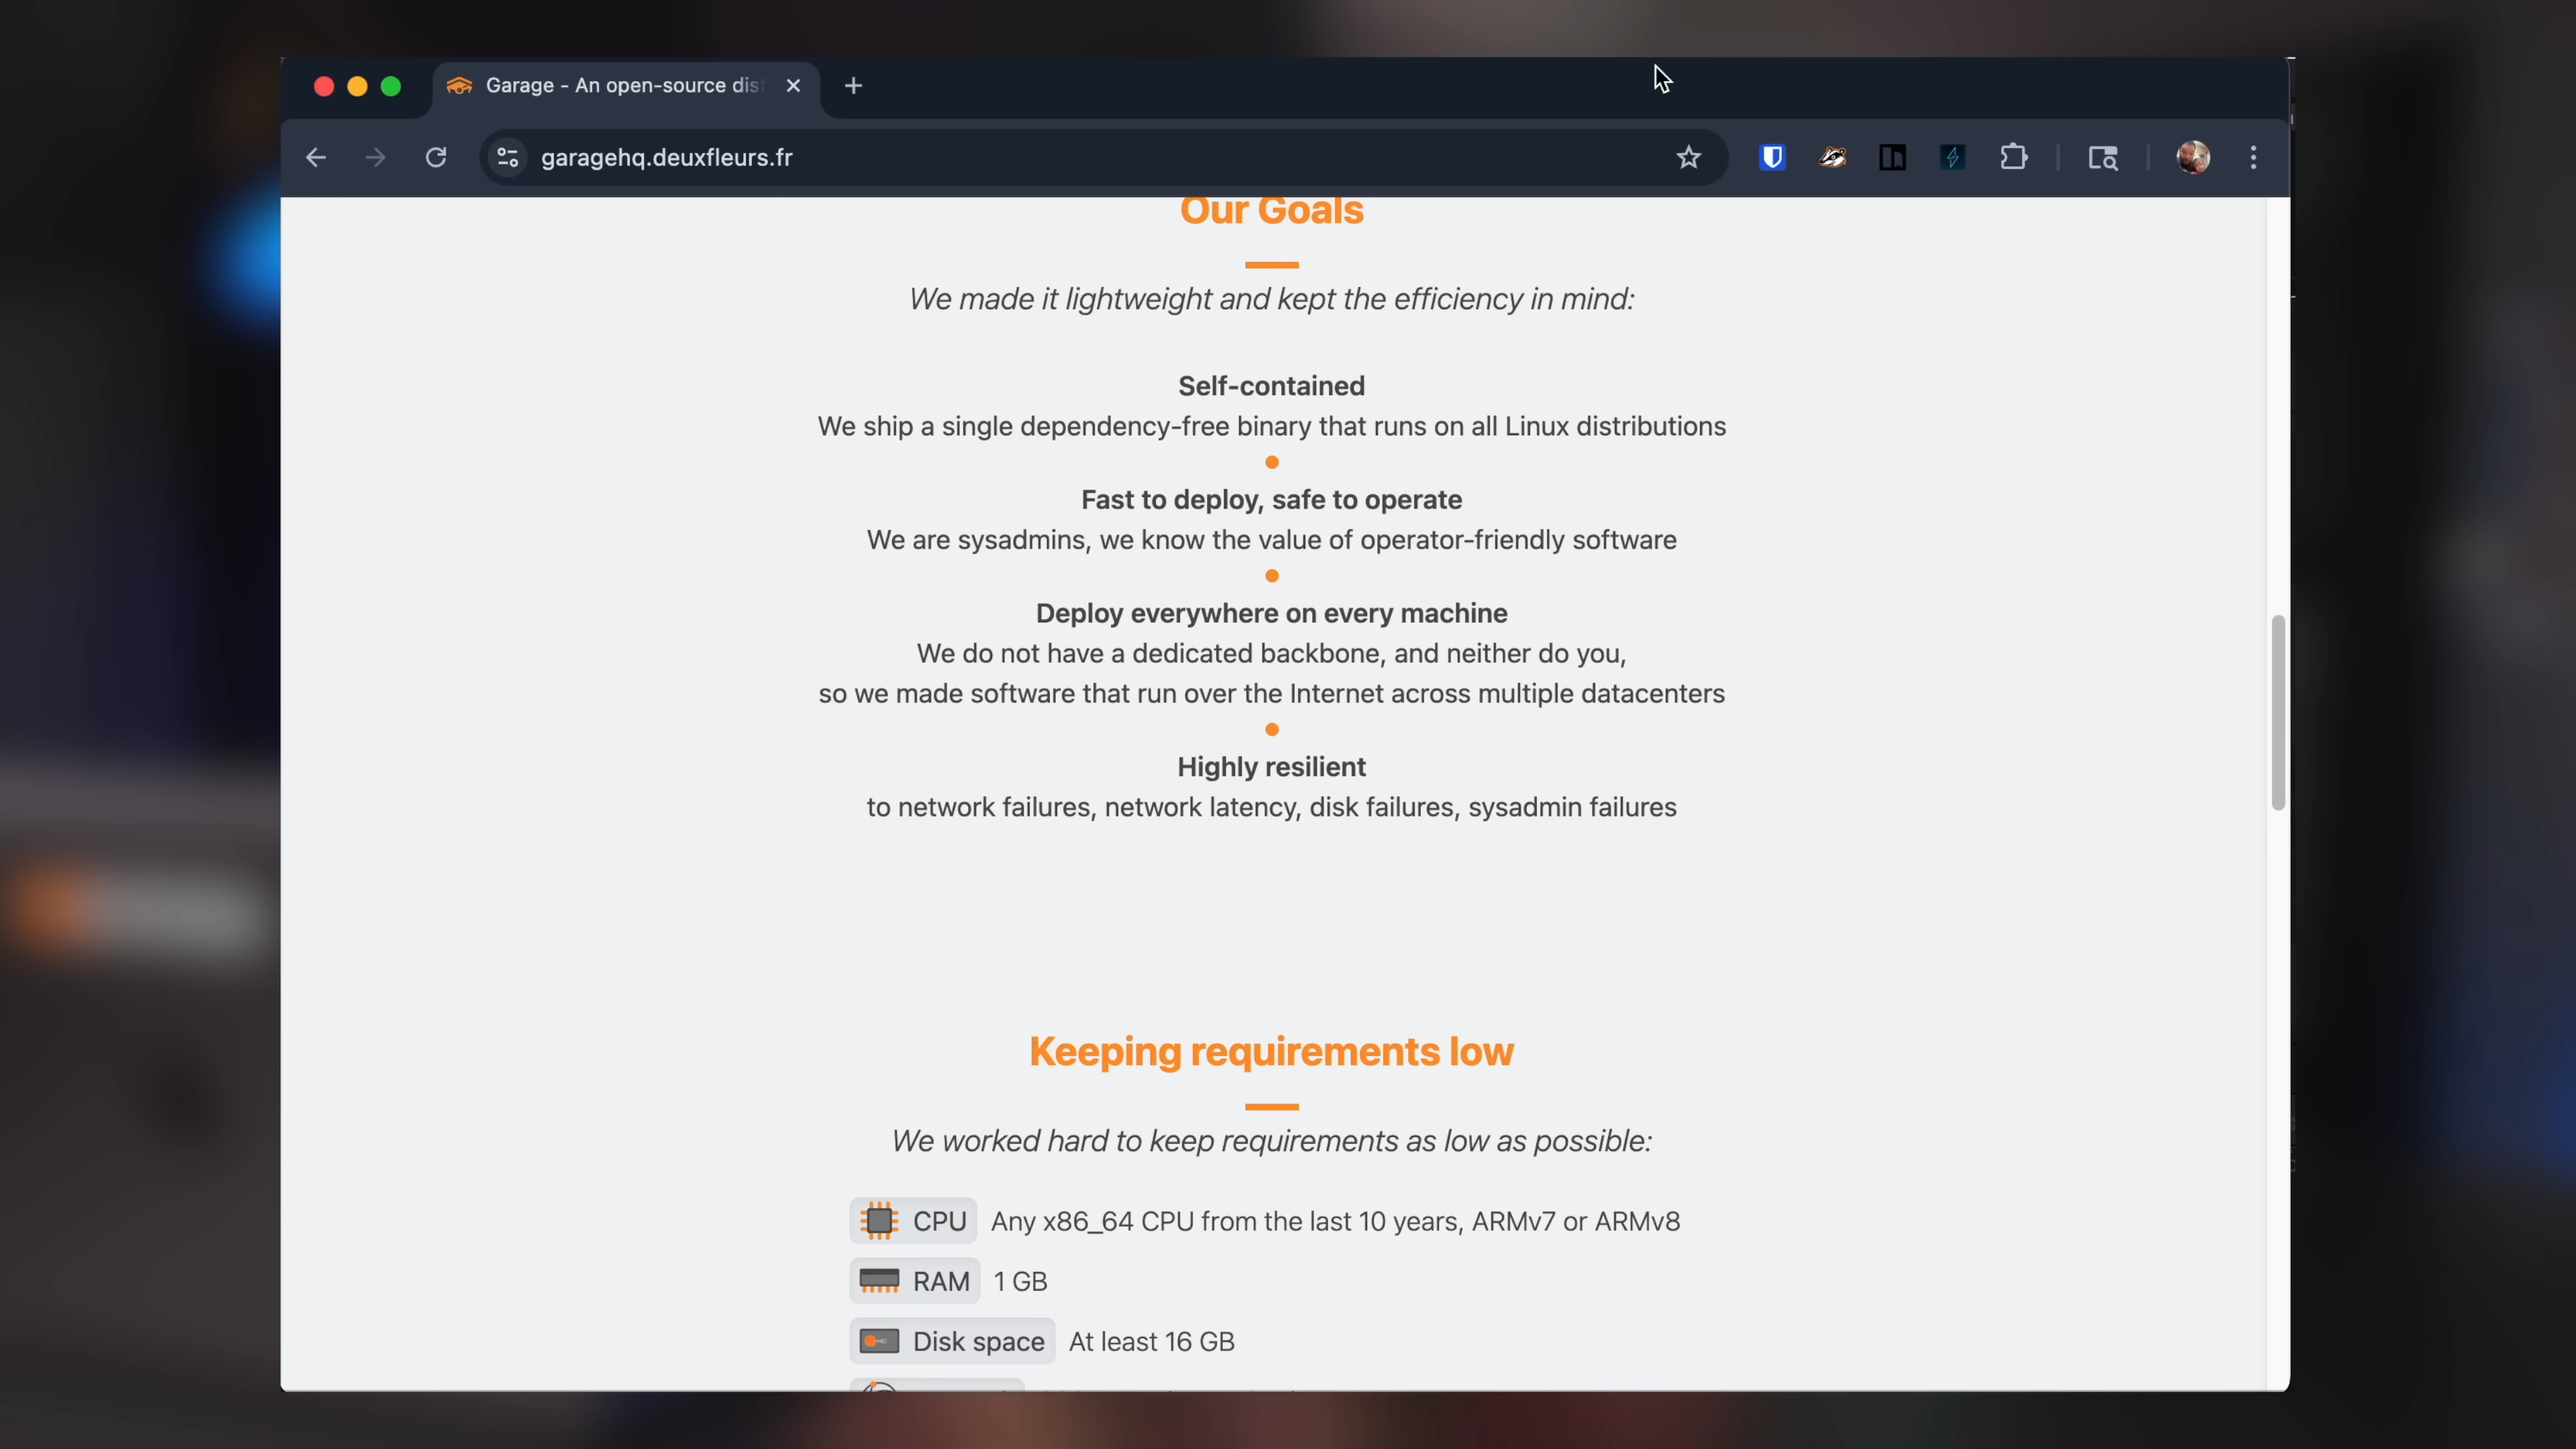 Garage - An open-source dis
garagehq.deuxfleurs.fr
Our Goals
We made it lightweight and kept the efficiency in mind:
Self-contained
We ship a single dependency-free binary that runs on all Linux distributions
Fast to deploy, safe to operate
We are sysadmins, we know the value of operator-friendly software
Deploy everywhere on every machine
We do not have a dedicated backbone, and neither do you,
so we made software that run over the Internet across multiple datacenters
Highly resilient
to network failures, network latency, disk failures, sysadmin failures
Keeping requirements low
We worked hard to keep requirements as low as possible:
CPU Any x86_64 CPU from the last 10 years, ARMv7 or ARMv8
RAM 1 GB
Disk space At least 16 GB